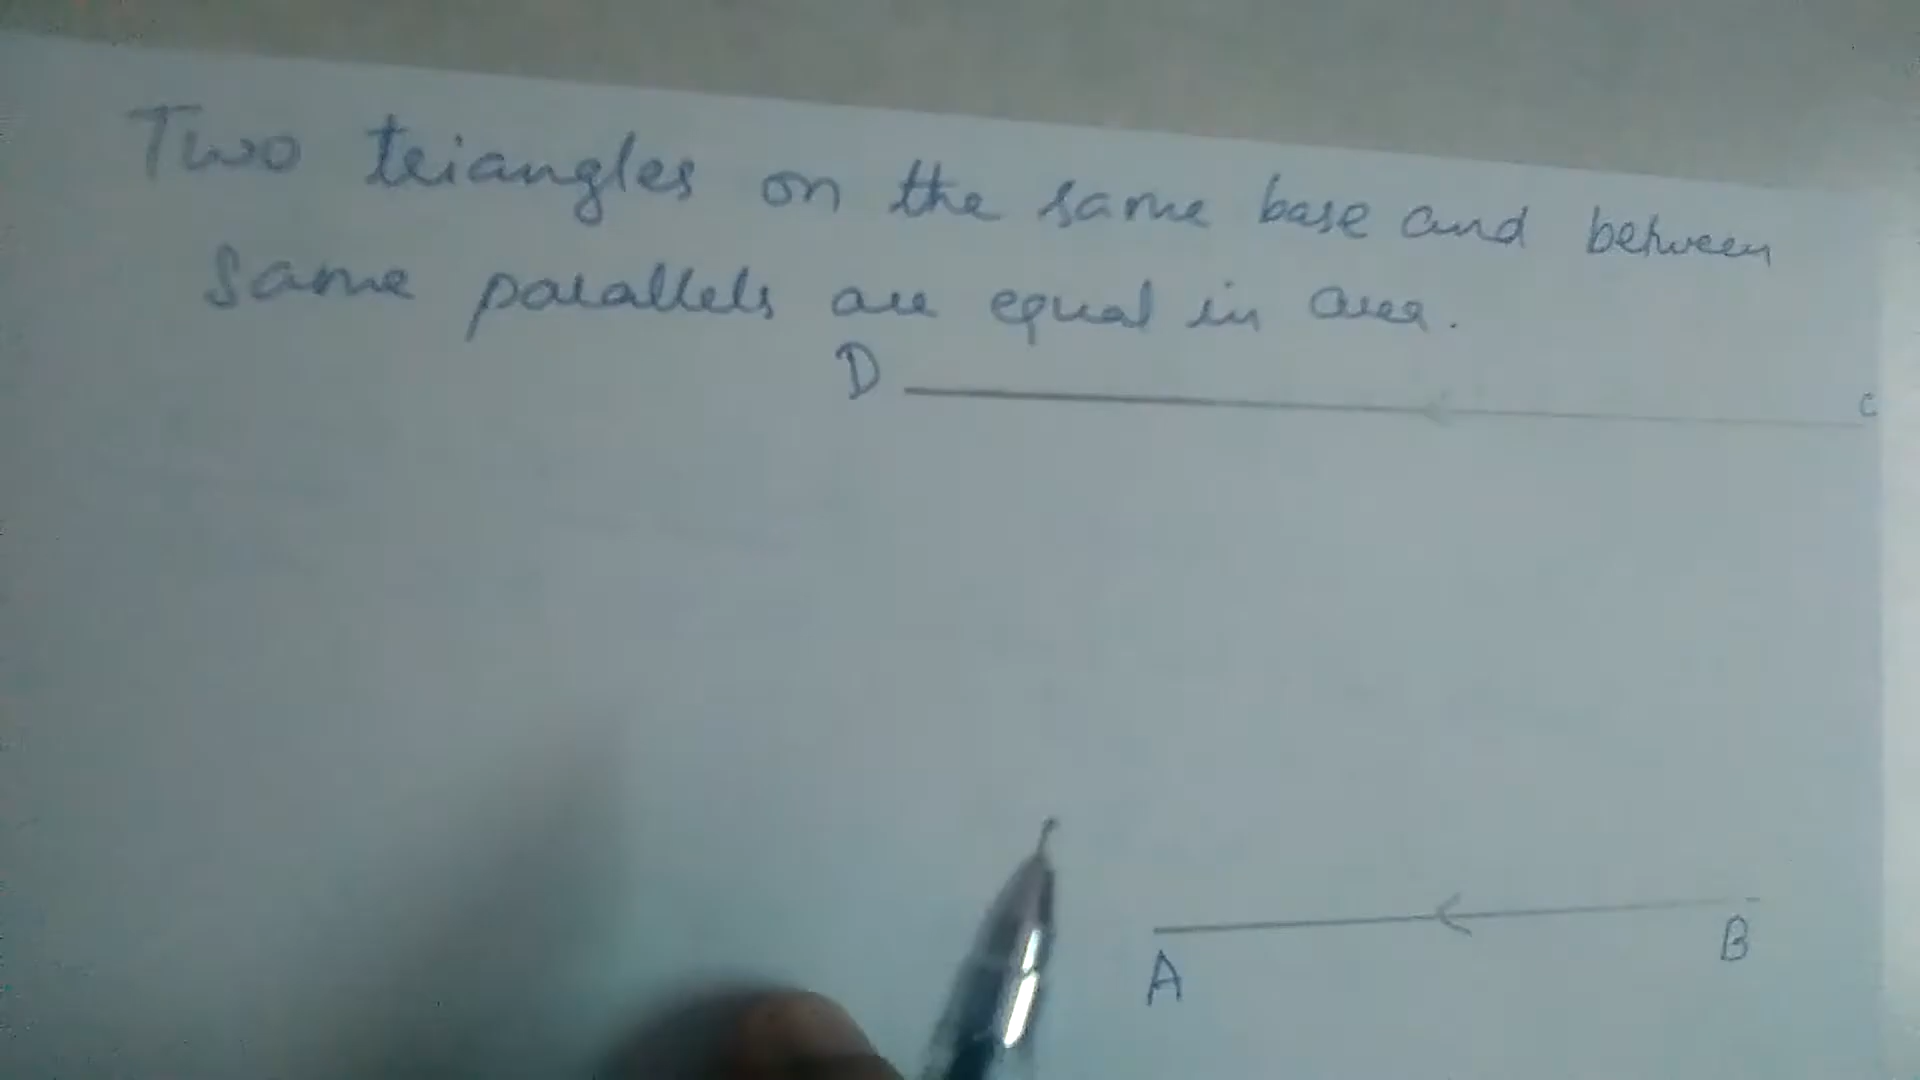 Two triangles on the same base and between
same parallels are equal in area.
D C
A B